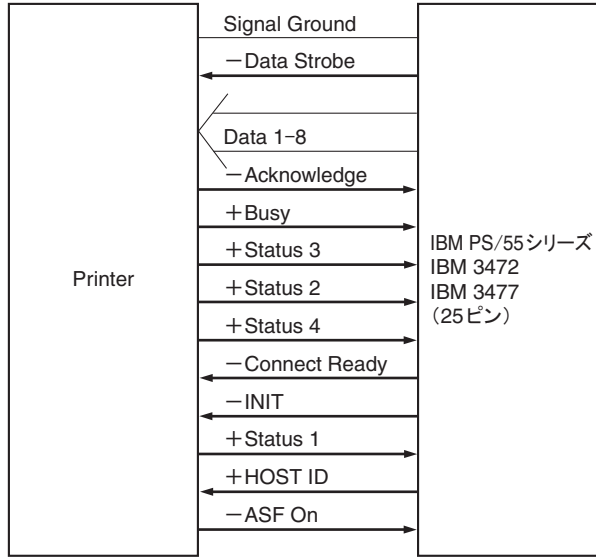 Signal Ground
−Data Strobe
Data 1−8
−Acknowledge
+Busy
+Status 3
+Status 2
+Status 4
−Connect Ready
−INIT
+Status 1
+HOST ID
−ASF On
Printer
IBM PS/55シリーズ
IBM 3472
IBM 3477
(25ピン)